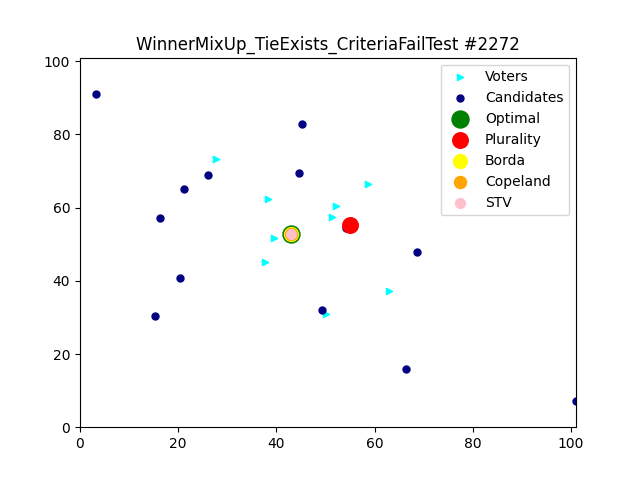 WinnerMixUp_TieExists_CriteriaFailTest #2272
Voters
Candidates
Optimal
Plurality
Borda
Copeland
STV
100
80
60
40
20
0
0 20 40 60 80 100